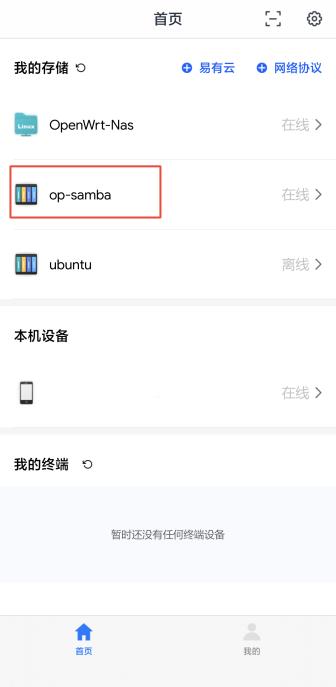 首页
我的存储 易有云 网络协议
Linux
OpenWrt-Nas 在线
op-samba 在线
ubuntu 离线
本机设备
在线
我的终端
暂时还没有任何终端设备
首页 我的